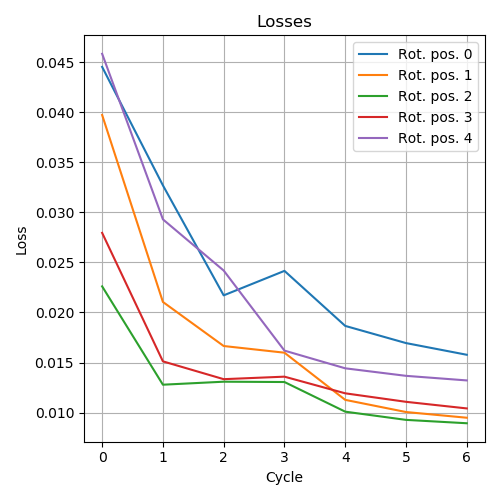 Losses
Loss
0.045
0.040
0.035
0.030
0.025
0.020
0.015
0.010
Rot. pos. 0
Rot. pos. 1
Rot. pos. 2
Rot. pos. 3
Rot. pos. 4
0 1 2 3 4 5 6
Cycle